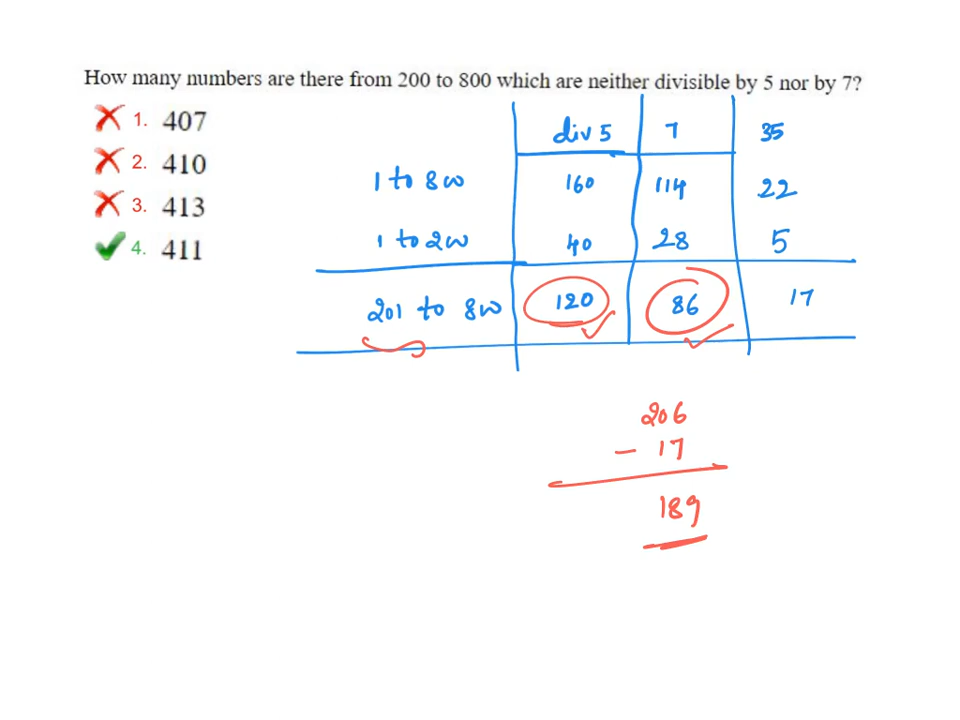 How many numbers are there from 200 to 800 which are neither divisible by 5 nor by 7?
1. 407
2. 410
3. 413
4. 411
div 5 7 35
1 to 800 160 114 22
1 to 200 40 28 5
201 to 800 120 86 17
206
- 17
189